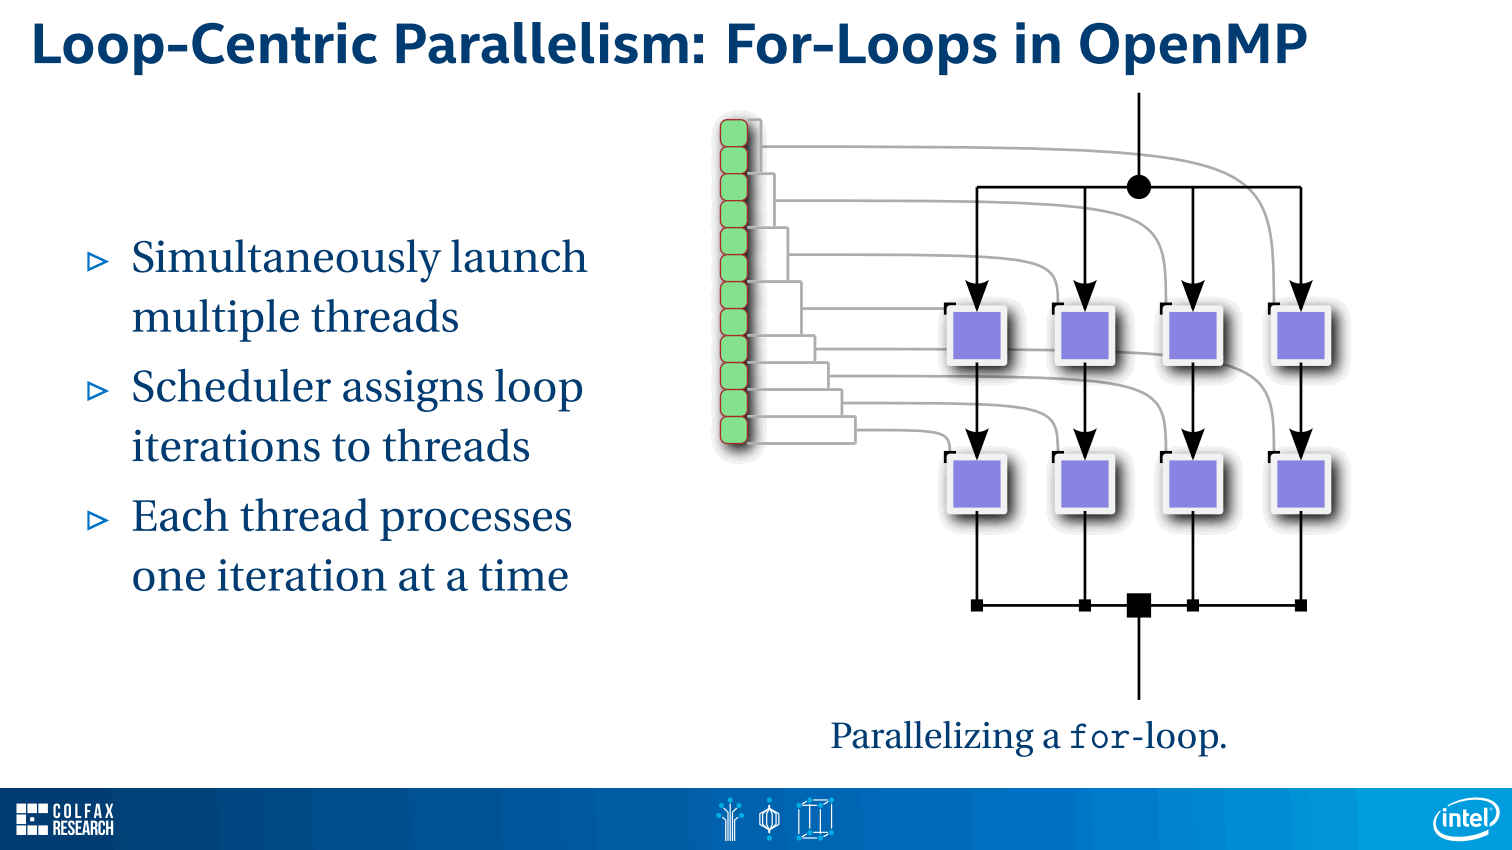 Loop-Centric Parallelism: For-Loops in OpenMP
▷ Simultaneously launch
multiple threads
▷ Scheduler assigns loop
iterations to threads
▷ Each thread processes
one iteration at a time
Parallelizing a for-loop.
COLFAX
RESEARCH
intel